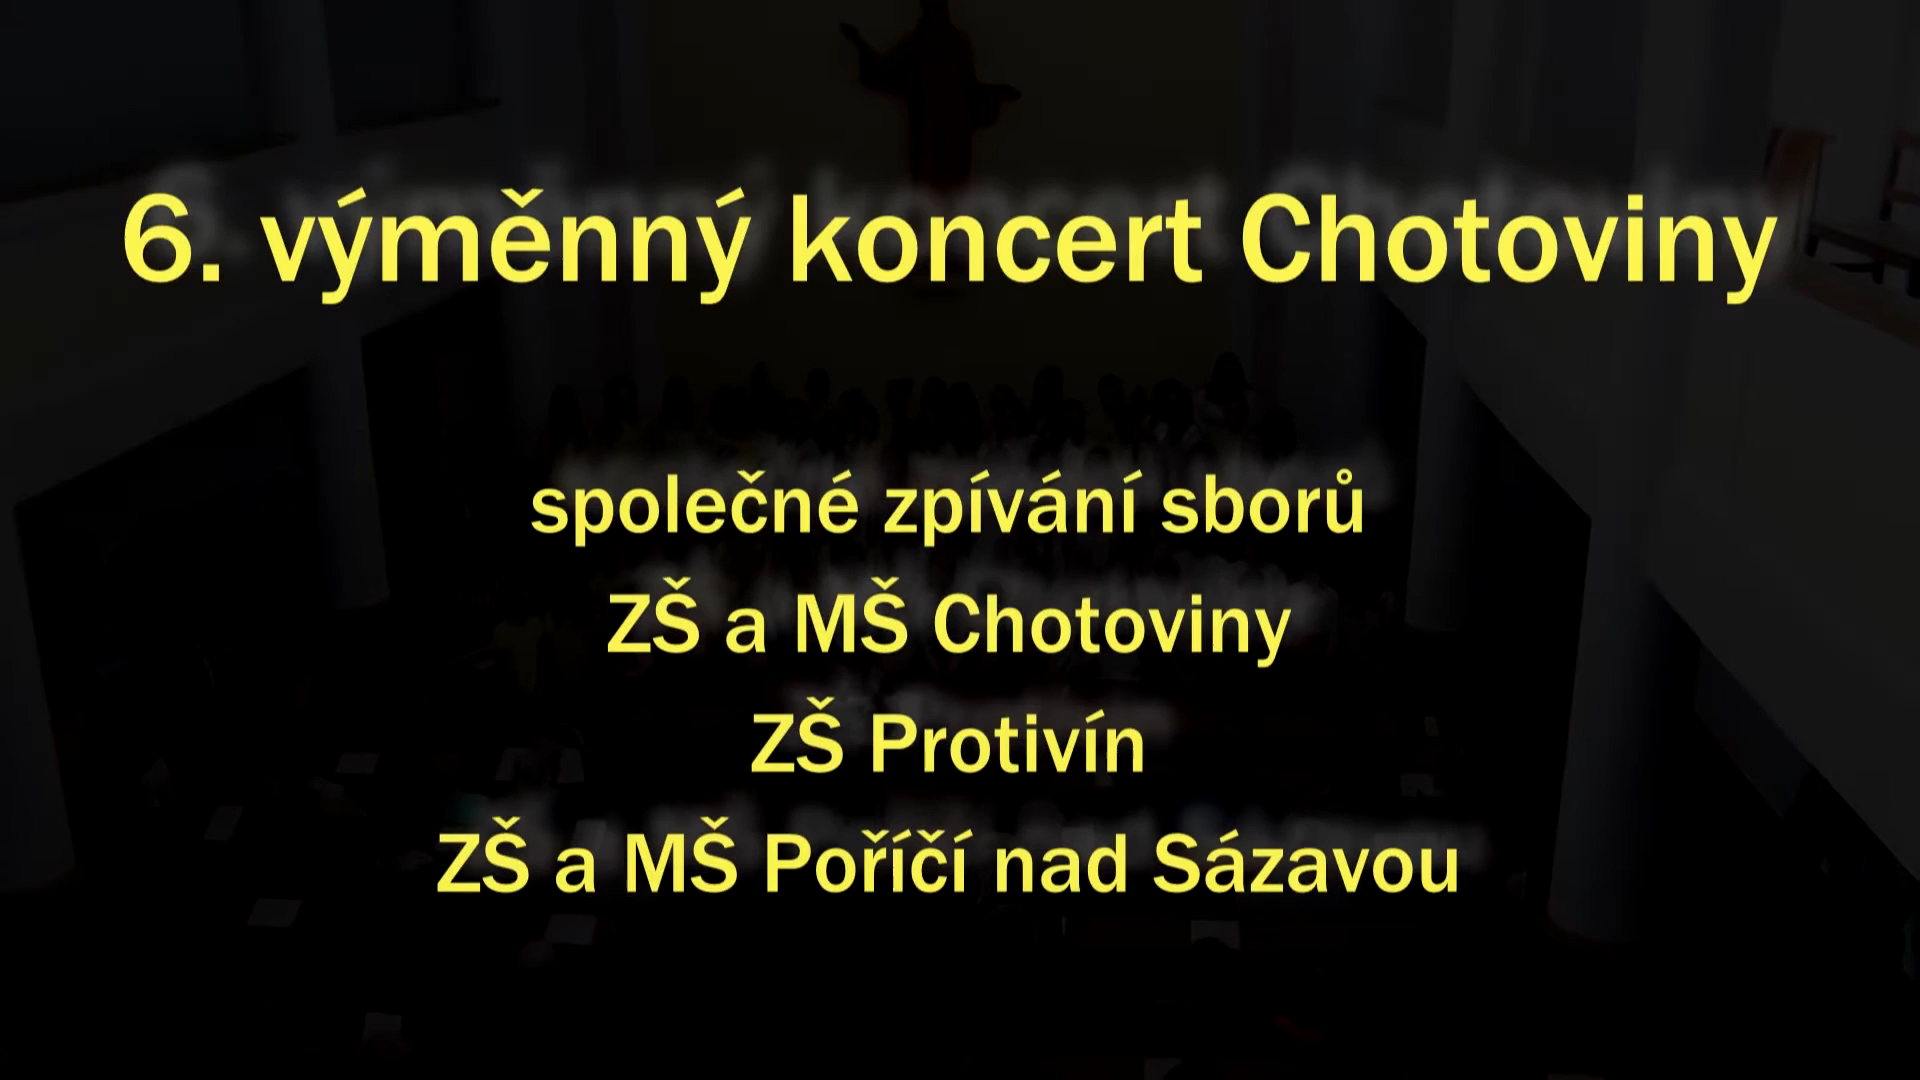 6. výměnný koncert Chotoviny
společné zpívání sborů
ZŠ a MŠ Chotoviny
ZŠ Protivín
ZŠ a MŠ Poříčí nad Sázavou